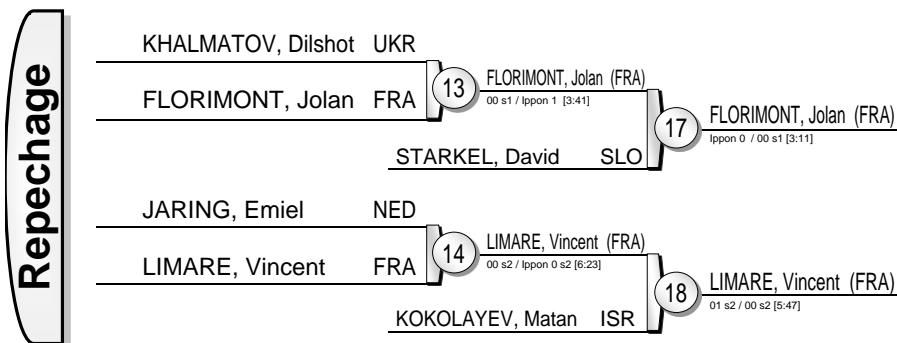 Repechage
KHALMATOV, Dilshot UKR
FLORIMONT, Jolan FRA
13
FLORIMONT, Jolan (FRA)
00 s1 / Ippon 1 [3:41]
STARKEL, David SLO
17
FLORIMONT, Jolan (FRA)
Ippon 0 / 00 s1 [3:11]
JARING, Emiel NED
LIMARE, Vincent FRA
14
LIMARE, Vincent (FRA)
00 s2 / Ippon 0 s2 [6:23]
KOKOLAYEV, Matan ISR
18
LIMARE, Vincent (FRA)
01 s2 / 00 s2 [5:47]